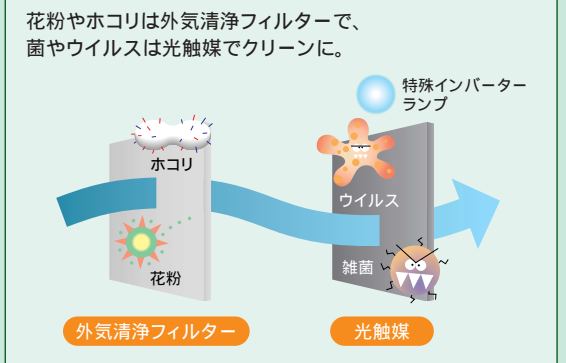 花粉やホコリは外気清浄フィルターで、
菌やウイルスは光触媒でクリーンに。
特殊インバーター
ランプ
ホコリ
ウイルス
花粉
雑菌
外気清浄フィルター
光触媒